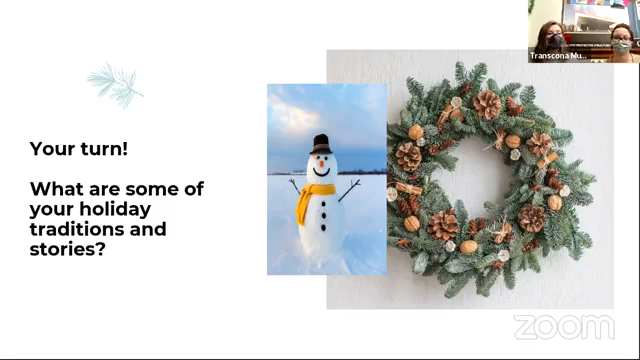 Transcona Mu...
Your turn!
What are some of
your holiday
traditions and
stories?
zoom